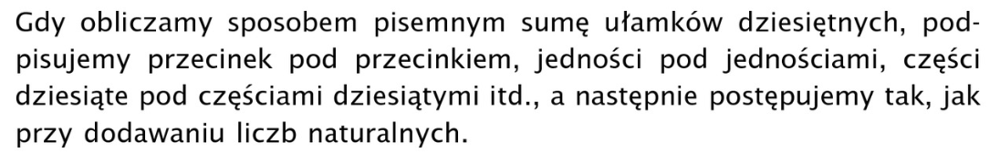 Gdy obliczamy sposobem pisemnym sumę ułamków dziesiętnych, pod-
pisujemy przecinek pod przecinkiem, jedności pod jednościami, części
dziesiąte pod częściami dziesiątymi itd., a następnie postępujemy tak, jak
przy dodawaniu liczb naturalnych.